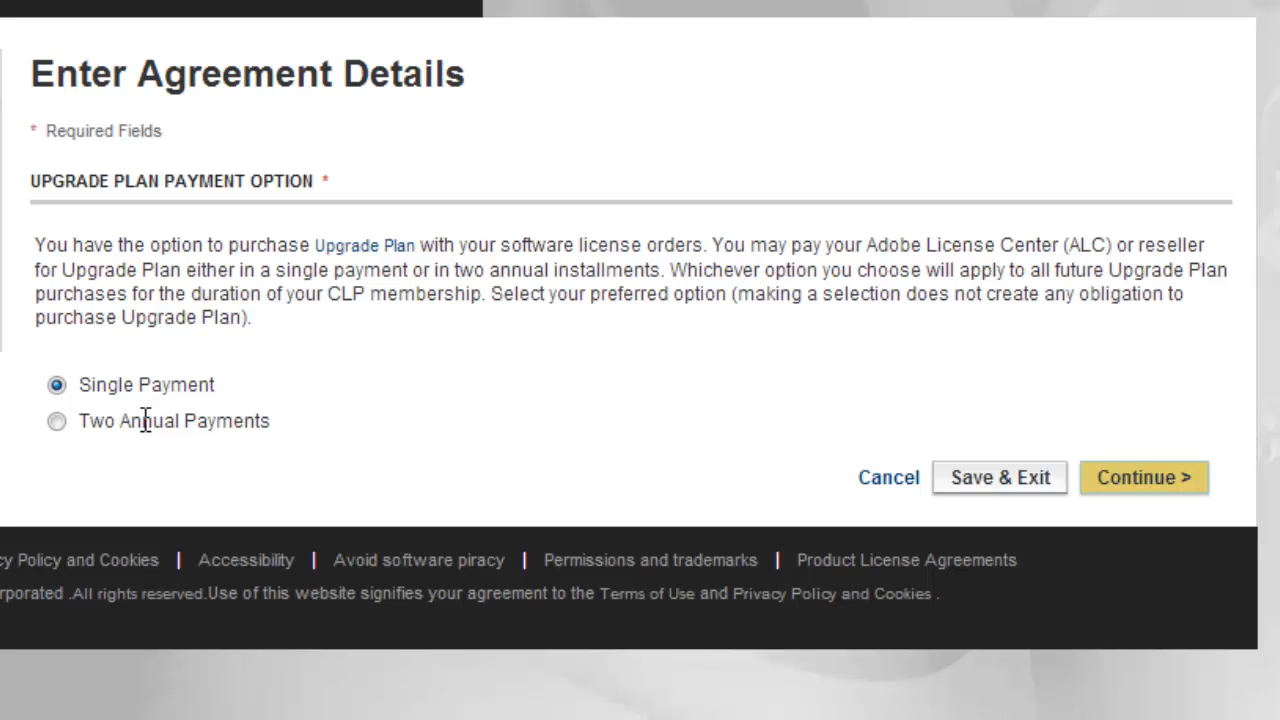 Enter Agreement Details
* Required Fields
UPGRADE PLAN PAYMENT OPTION *
You have the option to purchase Upgrade Plan with your software license orders. You may pay your Adobe License Center (ALC) or reseller
for Upgrade Plan either in a single payment or in two annual installments. Whichever option you choose will apply to all future Upgrade Plan
purchases for the duration of your CLP membership. Select your preferred option (making a selection does not create any obligation to
purchase Upgrade Plan).
Single Payment
Two Annual Payments
Cancel Save & Exit Continue >
cy Policy and Cookies | Accessibility | Avoid software piracy | Permissions and trademarks | Product License Agreements
rporated .All rights reserved.Use of this website signifies your agreement to the Terms of Use and Privacy Policy and Cookies .